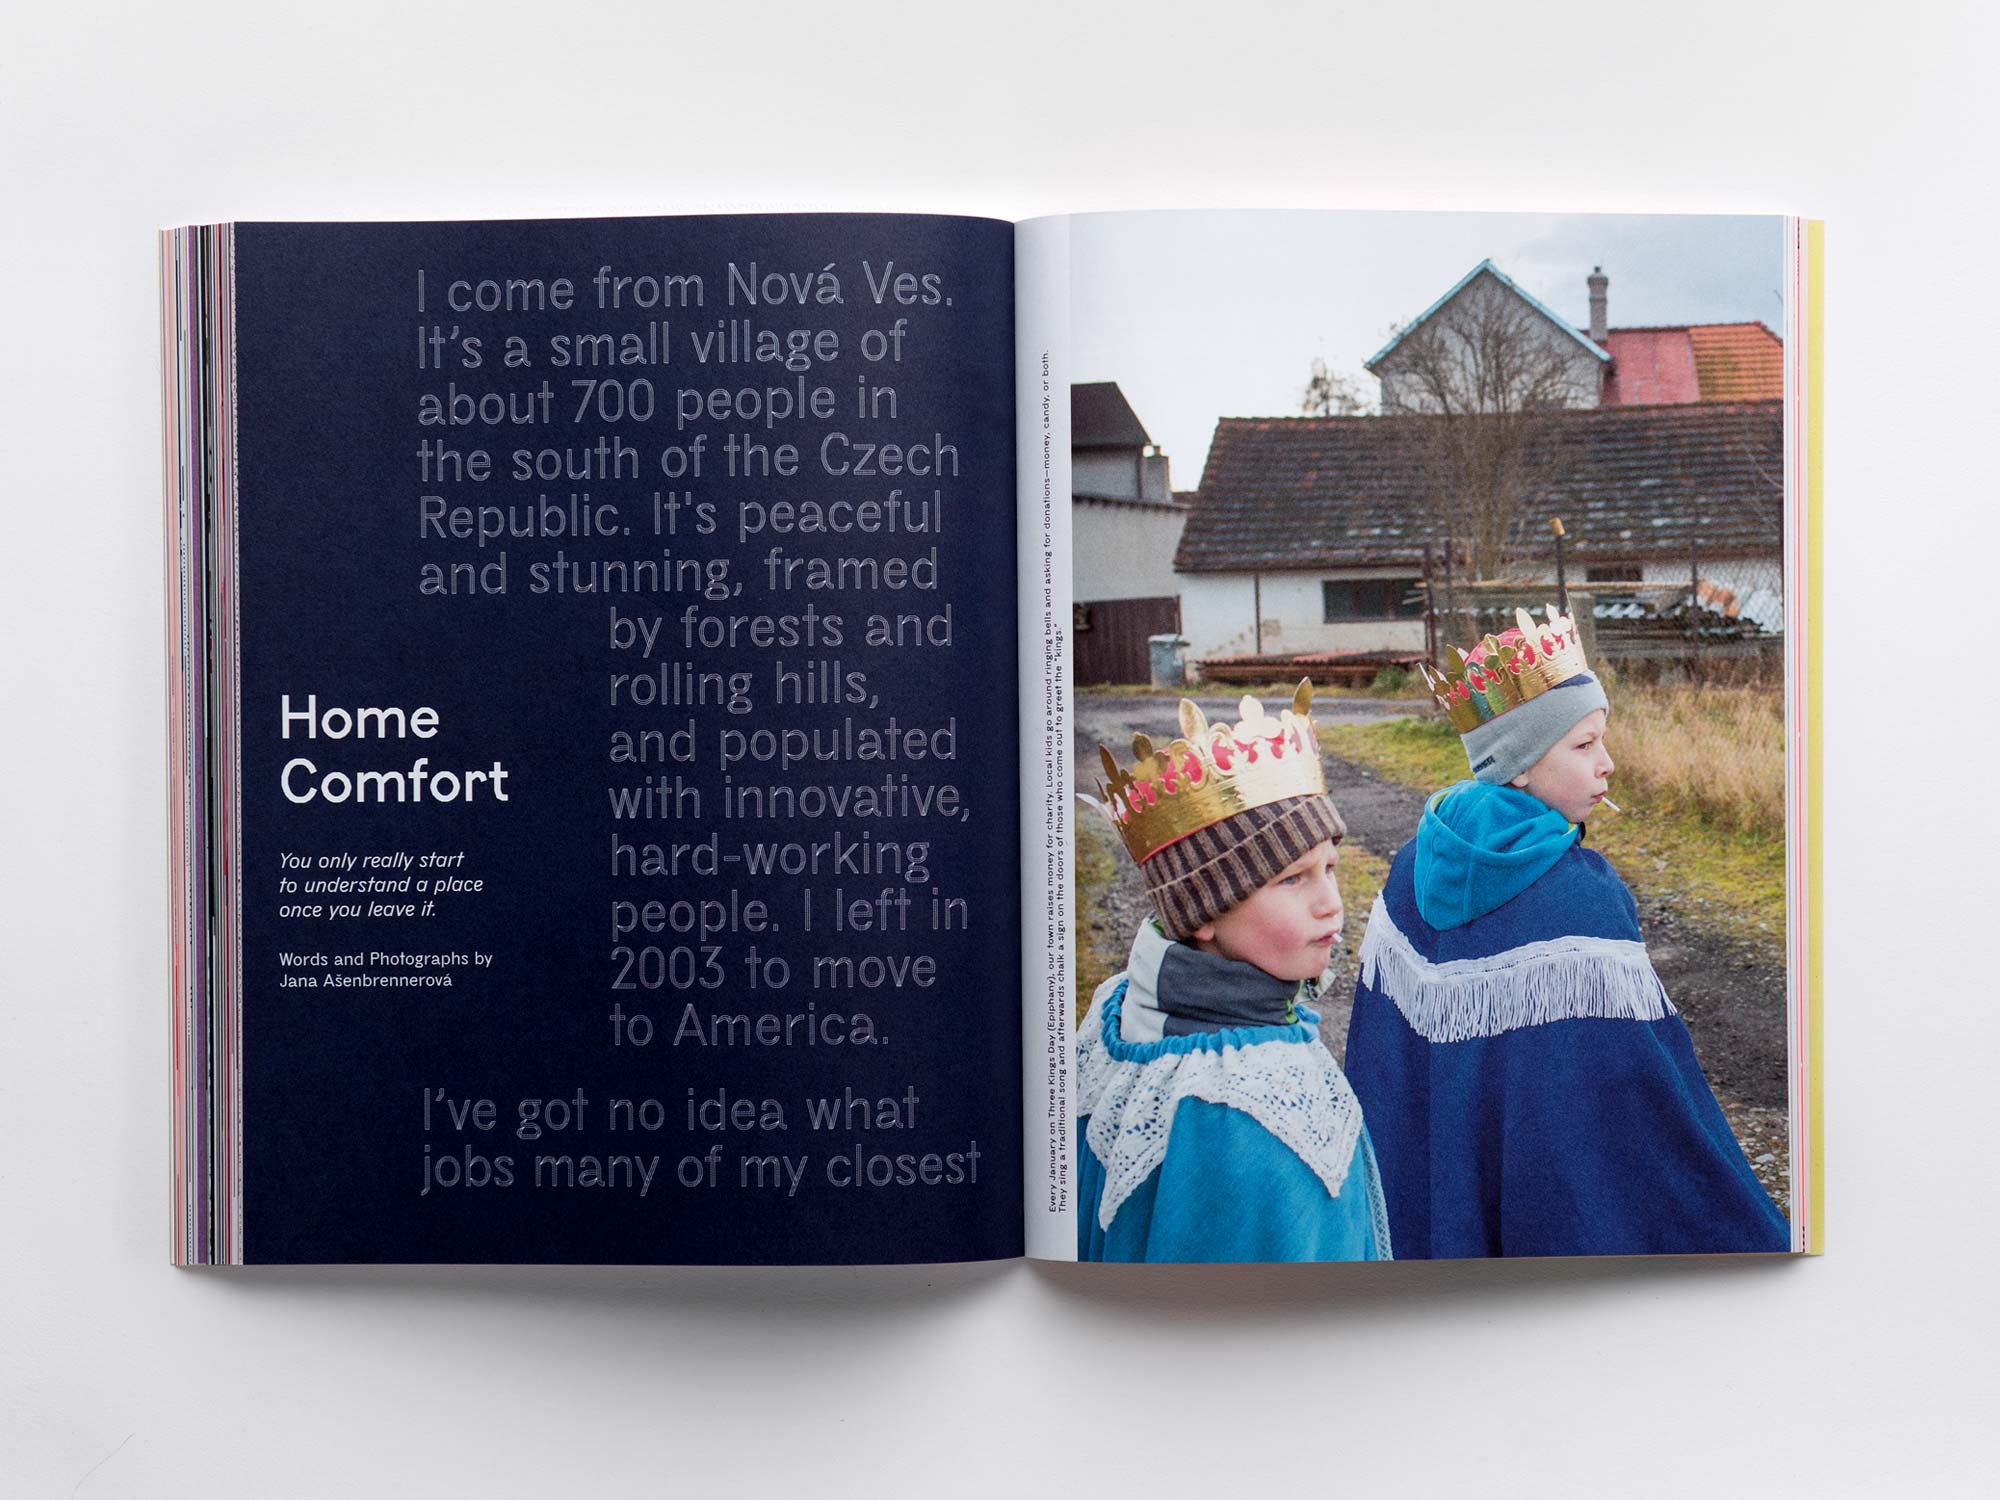 Home
Comfort
You only really start
to understand a place
once you leave it.
Words and Photographs by
Jana Ašenbrennerová
I come from Nová Ves.
It’s a small village of
about 700 people in
the south of the Czech
Republic. It's peaceful
and stunning, framed
by forests and
rolling hills,
and populated
with innovative,
hard-working
people. I left in
2003 to move
to America.
I’ve got no idea what
jobs many of my closest
Every January on Three Kings Day (Epiphany), our town raises money for charity. Local kids go around ringing bells and asking for donations—money, candy, or both.
They sing a traditional song and afterwards chalk a sign on the doors of those who come out to greet the “kings.”